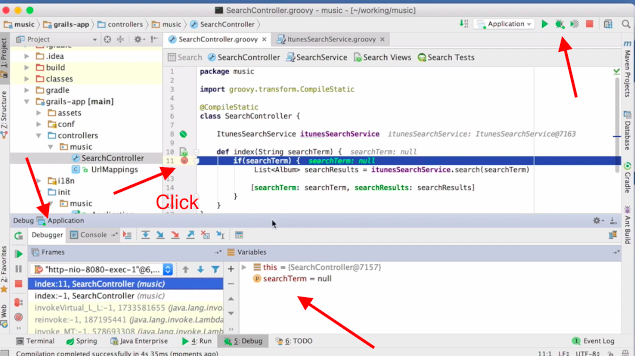 SearchController.groovy - music - [~/working/music]
music grails-app controllers music SearchController
Application
1: Project
Project
SearchController.groovy × ItunesSearchService.groovy ×
Search SearchController SearchService Search Views Search Tests
.idea
build
classes
gradle
grails-app [main]
assets
conf
controllers
music
SearchController
UrlMappings
i18n
init
music
1 package music
2
3 import groovy.transform.CompileStatic
4
5 @CompileStatic
6 class SearchController {
7
8 ItunesSearchService itunesSearchService itunesSearchService: ItunesSearchService@7163
9
10 def index(String searchTerm) { searchTerm: null
11 if(searchTerm) { searchTerm: null
12 List<Album> searchResults = itunesSearchService.search(searchTerm)
[searchTerm: searchTerm, searchResults: searchResults]
}
}
Click
Z: Structure
Maven Projects
Database
Gradle
Ant Build
Debug Application
Debugger Console
Frames Variables
"http-nio-8080-exec-1"@6,...
index:11, SearchController (music)
index:-1, SearchController (music)
invokeVirtual_L_L:-1, 1733581655 (java.lang.invo
reinvoke:-1, 187195441 (java.lang.invoke.Lambda
invoke_MT:-1, 578693308 (java.lang.invoke.Lamb
this = {SearchController@7157}
searchTerm = null
2: Favorites
Web
Terminal Spring Java Enterprise 4: Run 5: Debug 6: TODO Event Log
Compilation completed successfully in 4s 35ms (moments ago) 11:1 LF÷ UTF-8÷